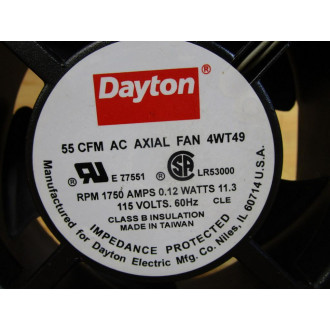 Dayton®
55 CFM AC AXIAL FAN 4WT49
® E 77551 ® SA LR53000
RPM 1750 AMPS 0.12 WATTS 11.3
115 VOLTS. 60Hz CLE
CLASS B INSULATION
MADE IN TAIWAN
IMPEDANCE PROTECTED
Manufactured for Dayton Electric Mfg. Co. Niles, IL 60714 U.S.A.